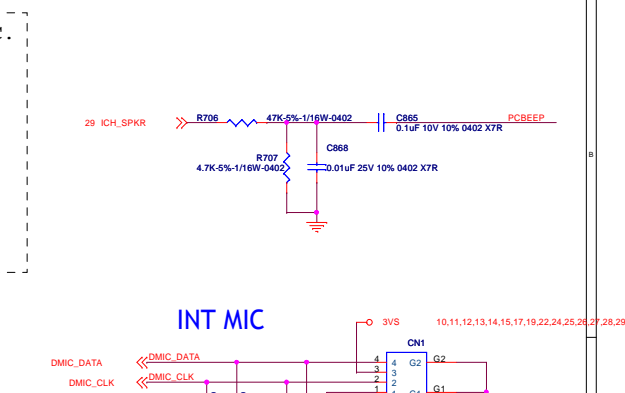 c.
R706
47K-5%-1/16W-0402
C865
PCBEEP
29 ICH_SPKR
0.1uF 10V 10% 0402 X7R
C868
R707
4.7K-5%-1/16W-0402
0.01uF 25V 10% 0402 X7R
B
INT MIC
3VS
10,11,12,13,14,15,17,19,22,24,25,26,27,28,29
CN1
DMIC_DATA
DMIC_DATA
4
4
G2
G2
3
3
DMIC_CLK
DMIC_CLK
2
2
1
G1